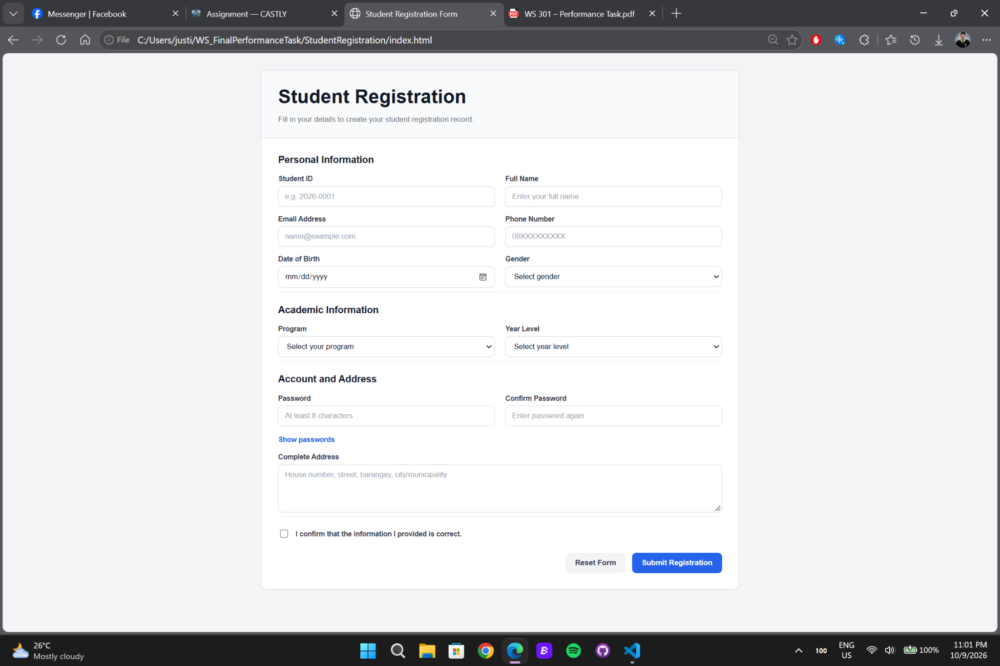 Messenger | Facebook
Assignment — CASTLY
Student Registration Form
PDF
WS 301 – Performance Task.pdf
File
C:/Users/justi/WS_FinalPerformanceTask/StudentRegistration/index.html
Student Registration
Fill in your details to create your student registration record.
Personal Information
Student ID
Full Name
e.g. 2026-0001
Enter your full name
Email Address
Phone Number
name@example.com
09XXXXXXXXX
Date of Birth
Gender
mm/dd/yyyy
Select gender
Academic Information
Program
Year Level
Select your program
Select year level
Account and Address
Password
Confirm Password
At least 8 characters
Enter password again
Show passwords
Complete Address
House number, street, barangay, city/municipality
I confirm that the information I provided is correct.
Reset Form
Submit Registration
26°C
Mostly cloudy
B
100
ENG
US
100%
11:01 PM
10/9/2026